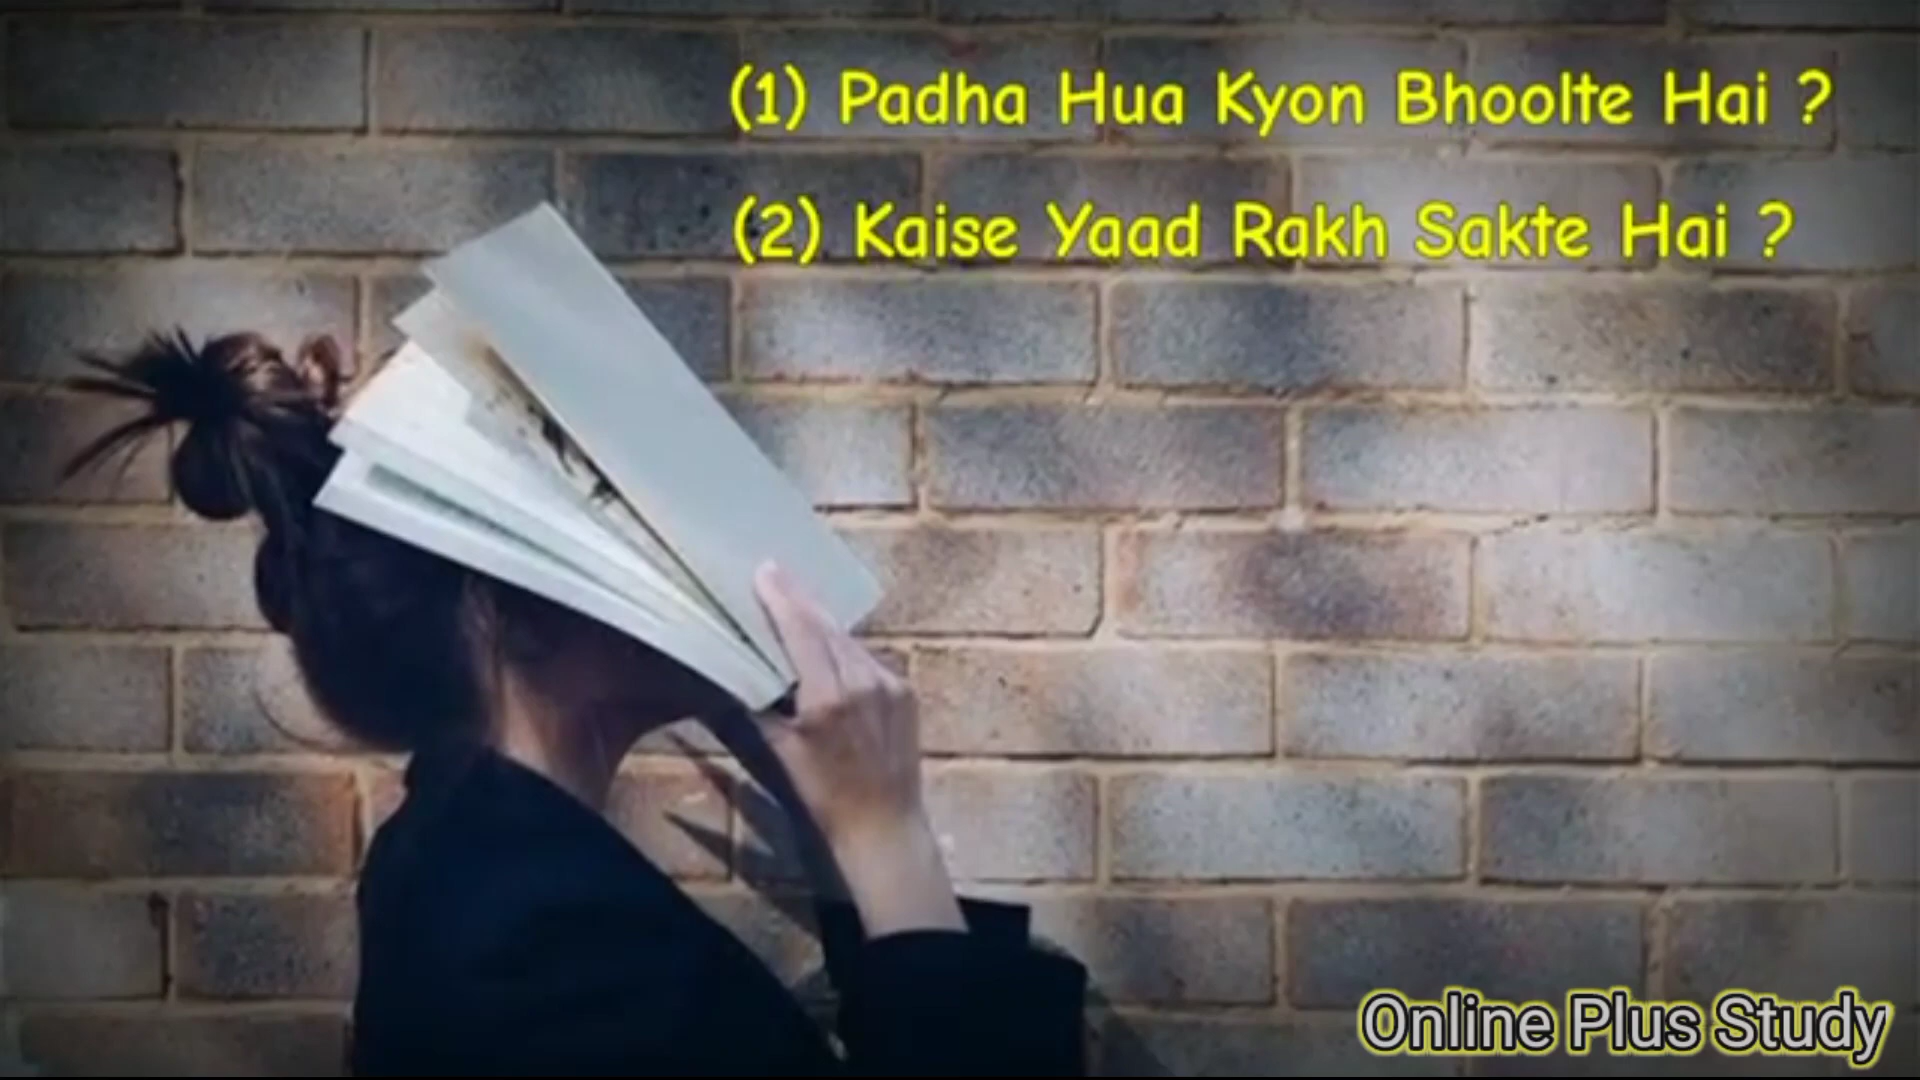 (1) Padha Hua Kyon Bhoolte Hai ?
(2) Kaise Yaad Rakh Sakte Hai ?
Online Plus Study